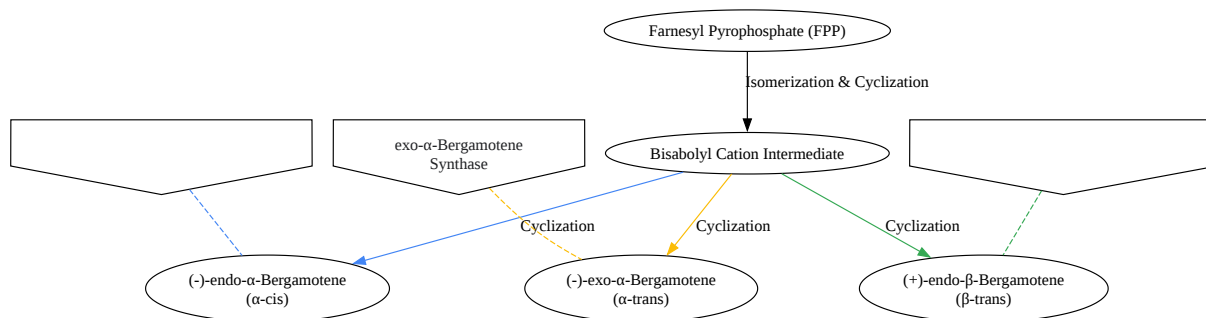 Farnesyl Pyrophosphate (FPP)
Isomerization & Cyclization
exo-α-Bergamotene
Synthase
Bisabolyl Cation Intermediate
Cyclization
Cyclization
Cyclization
(-)-endo-α-Bergamotene
(α-cis)
(-)-exo-α-Bergamotene
(α-trans)
(+)-endo-β-Bergamotene
(β-trans)